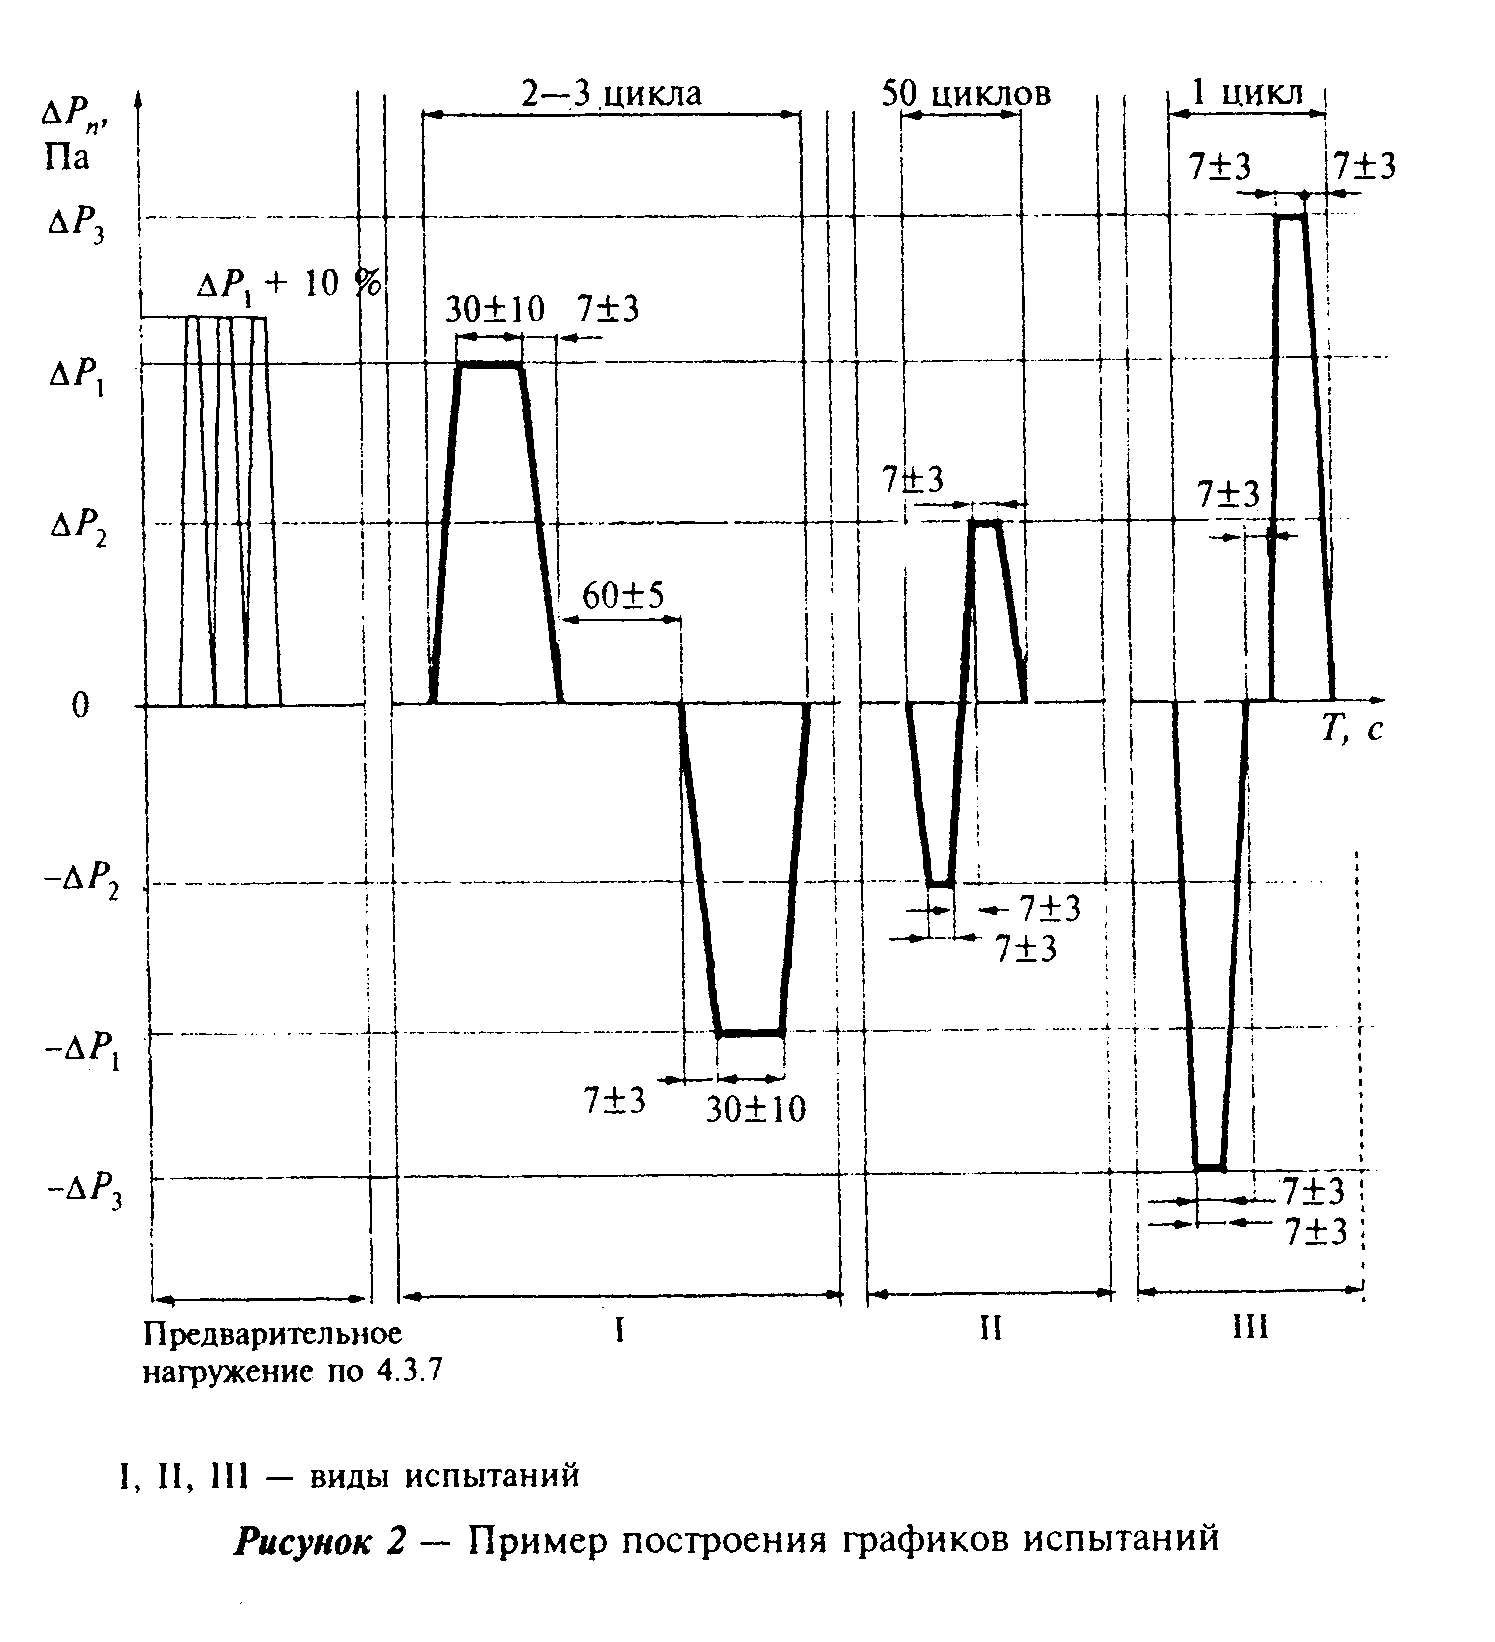 2—3 цикла 50 циклов 1 цикл
ΔPп,
Па
7±3 7±3
ΔP3
ΔP1 + 10 %
30±10 7±3
ΔP1
7±3
7±3
ΔP2
60±5
0
T, с
-ΔP2
7±3
7±3
-ΔP1
7±3 30±10
-ΔP3
7±3
7±3
Предварительное
нагружение по 4.3.7
I II III
I, II, III — виды испытаний
Рисунок 2 — Пример построения графиков испытаний